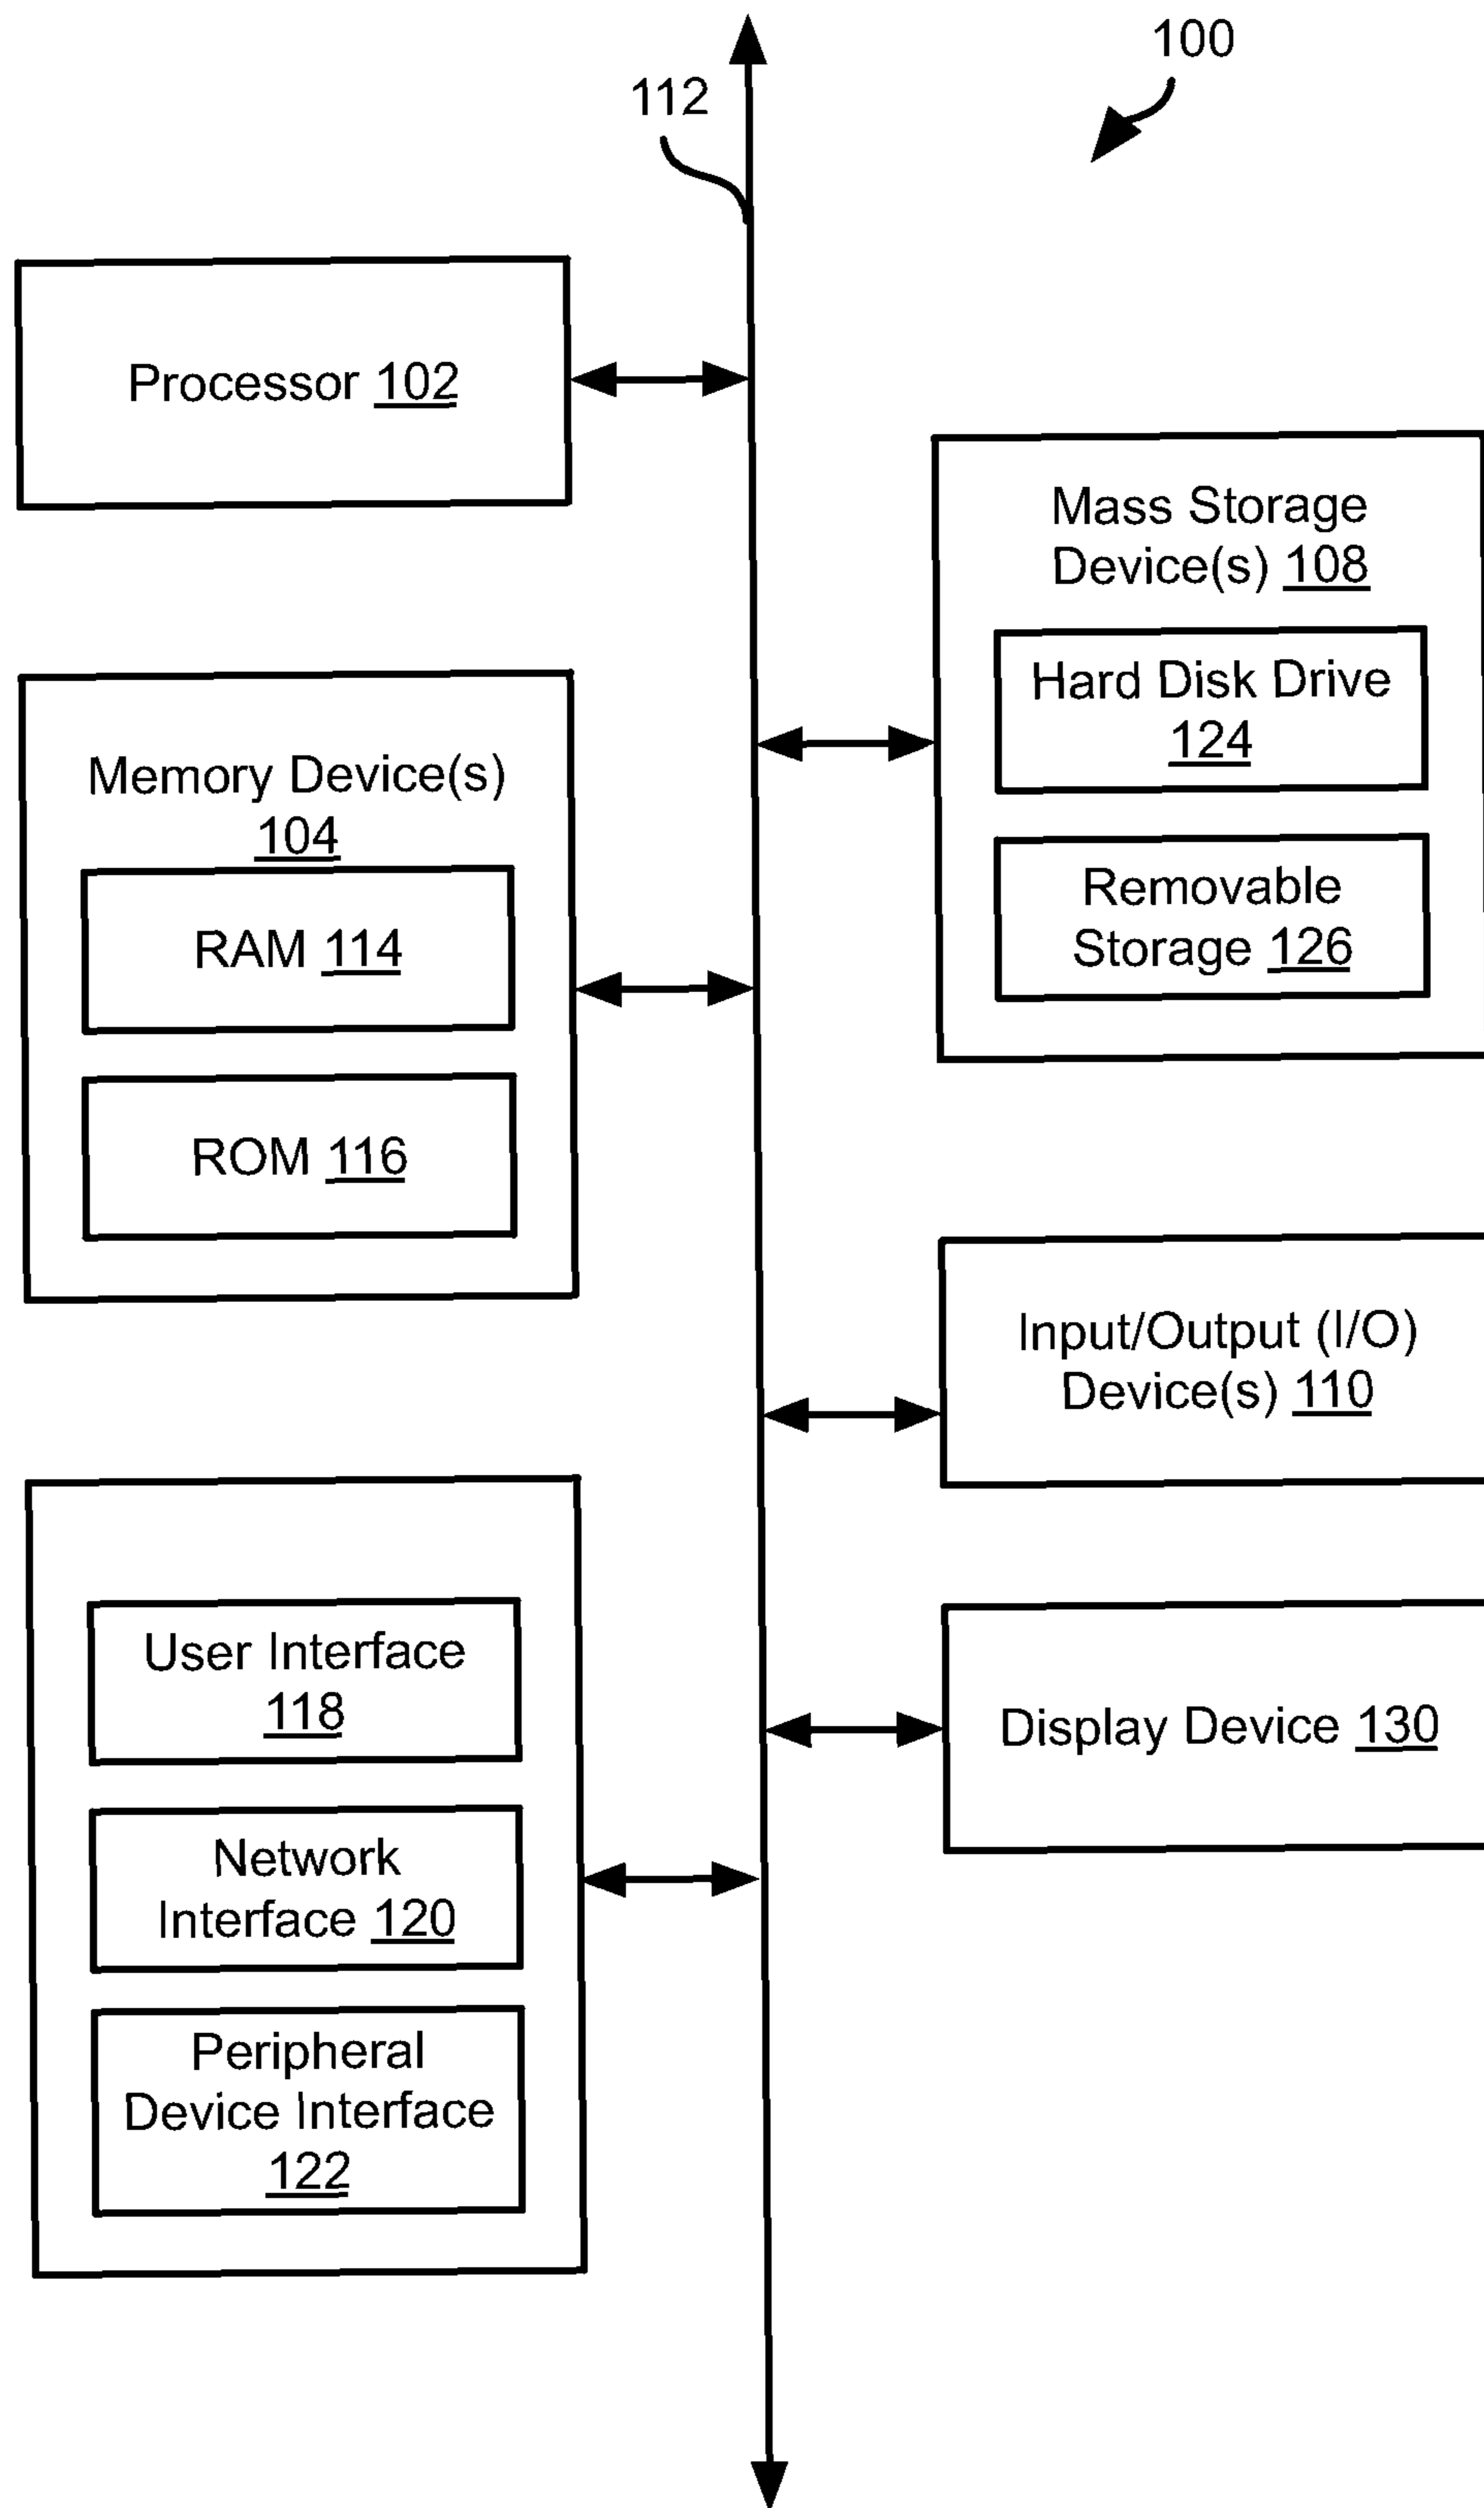 100
112
Processor 102
Mass Storage
Device(s) 108
Hard Disk Drive
124
Removable
Storage 126
Memory Device(s)
104
RAM 114
ROM 116
Input/Output (I/O)
Device(s) 110
User Interface
118
Network
Interface 120
Peripheral
Device Interface
122
Display Device 130